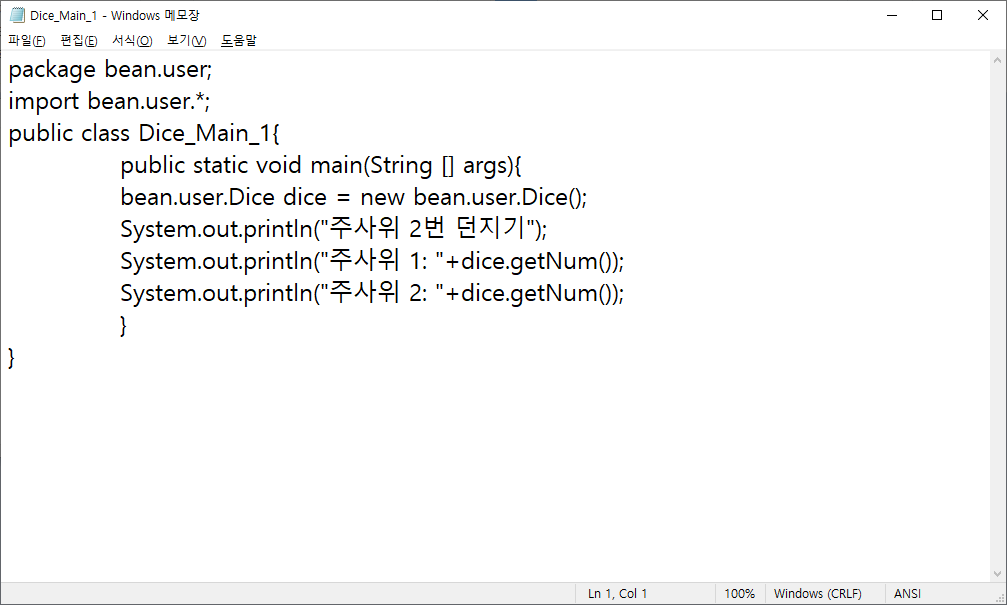 Dice_Main_1 - Windows 메모장
파일(F) 편집(E) 서식(O) 보기(V) 도움말
package bean.user;
import bean.user.*;
public class Dice_Main_1{
public static void main(String [] args){
bean.user.Dice dice = new bean.user.Dice();
System.out.println("주사위 2번 던지기");
System.out.println("주사위 1: "+dice.getNum());
System.out.println("주사위 2: "+dice.getNum());
}
}
Ln 1, Col 1 100% Windows (CRLF) ANSI